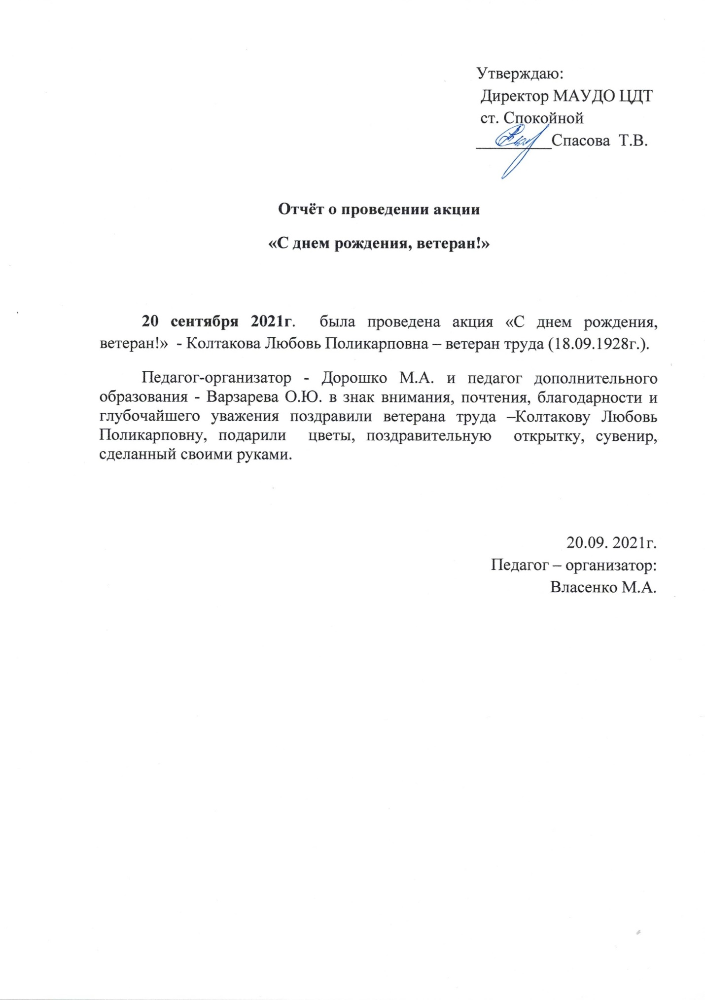 Утверждаю:
Директор МАУДО ЦДТ
ст. Спокойной
__________Спасова Т.В.
Отчёт о проведении акции
«С днем рождения, ветеран!»
20 сентября 2021г. была проведена акция «С днем рождения,
ветеран!» - Колтакова Любовь Поликарповна – ветеран труда (18.09.1928г.).
Педагог-организатор - Дорошко М.А. и педагог дополнительного
образования - Варзарева О.Ю. в знак внимания, почтения, благодарности и
глубочайшего уважения поздравили ветерана труда –Колтакову Любовь
Поликарповну, подарили цветы, поздравительную открытку, сувенир,
сделанный своими руками.
20.09. 2021г.
Педагог – организатор:
Власенко М.А.